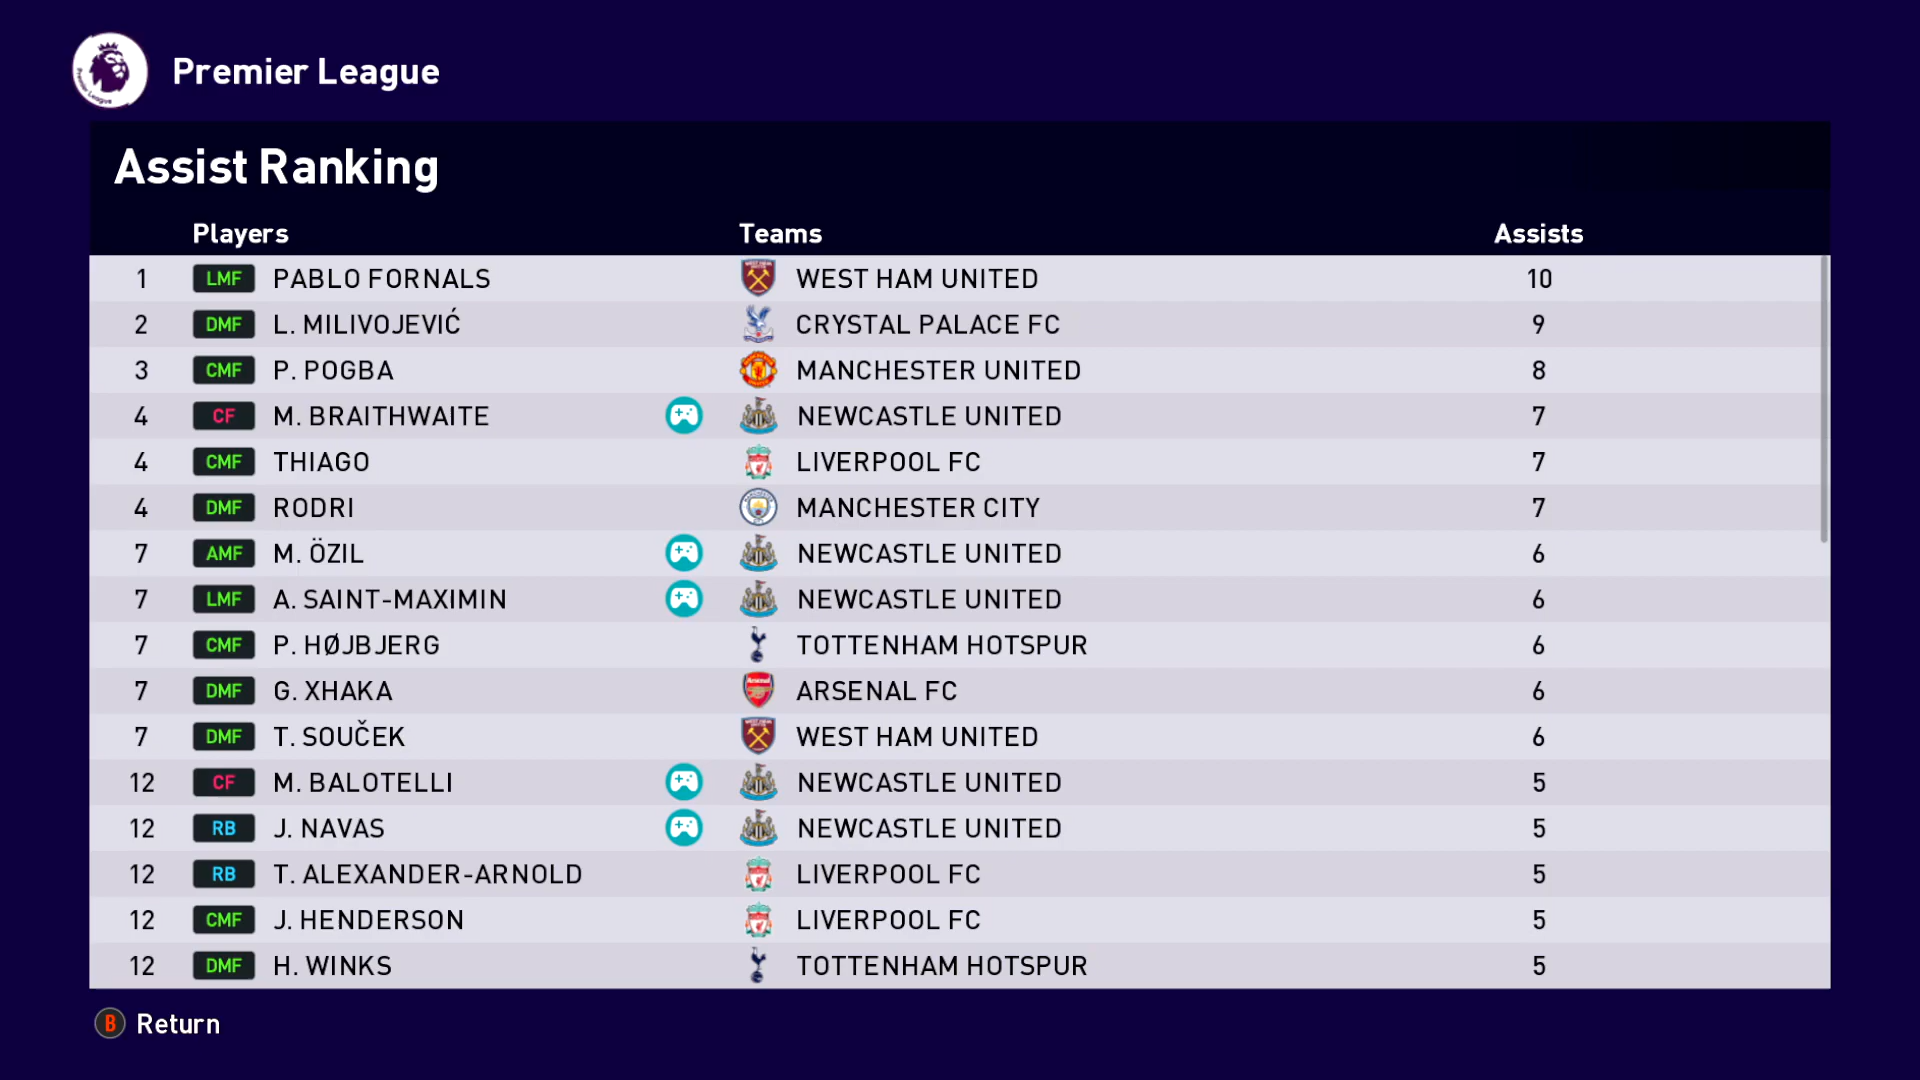 Premier League
Assist Ranking
Players Teams Assists
1 LMF PABLO FORNALS WEST HAM UNITED 10
2 DMF L. MILIVOJEVIĆ CRYSTAL PALACE FC 9
3 CMF P. POGBA MANCHESTER UNITED 8
4 CF M. BRAITHWAITE NEWCASTLE UNITED 7
4 CMF THIAGO LIVERPOOL FC 7
4 DMF RODRI MANCHESTER CITY 7
7 AMF M. ÖZIL NEWCASTLE UNITED 6
7 LMF A. SAINT-MAXIMIN NEWCASTLE UNITED 6
7 CMF P. HØJBJERG TOTTENHAM HOTSPUR 6
7 DMF G. XHAKA ARSENAL FC 6
7 DMF T. SOUČEK WEST HAM UNITED 6
12 CF M. BALOTELLI NEWCASTLE UNITED 5
12 RB J. NAVAS NEWCASTLE UNITED 5
12 RB T. ALEXANDER-ARNOLD LIVERPOOL FC 5
12 CMF J. HENDERSON LIVERPOOL FC 5
12 DMF H. WINKS TOTTENHAM HOTSPUR 5
B Return